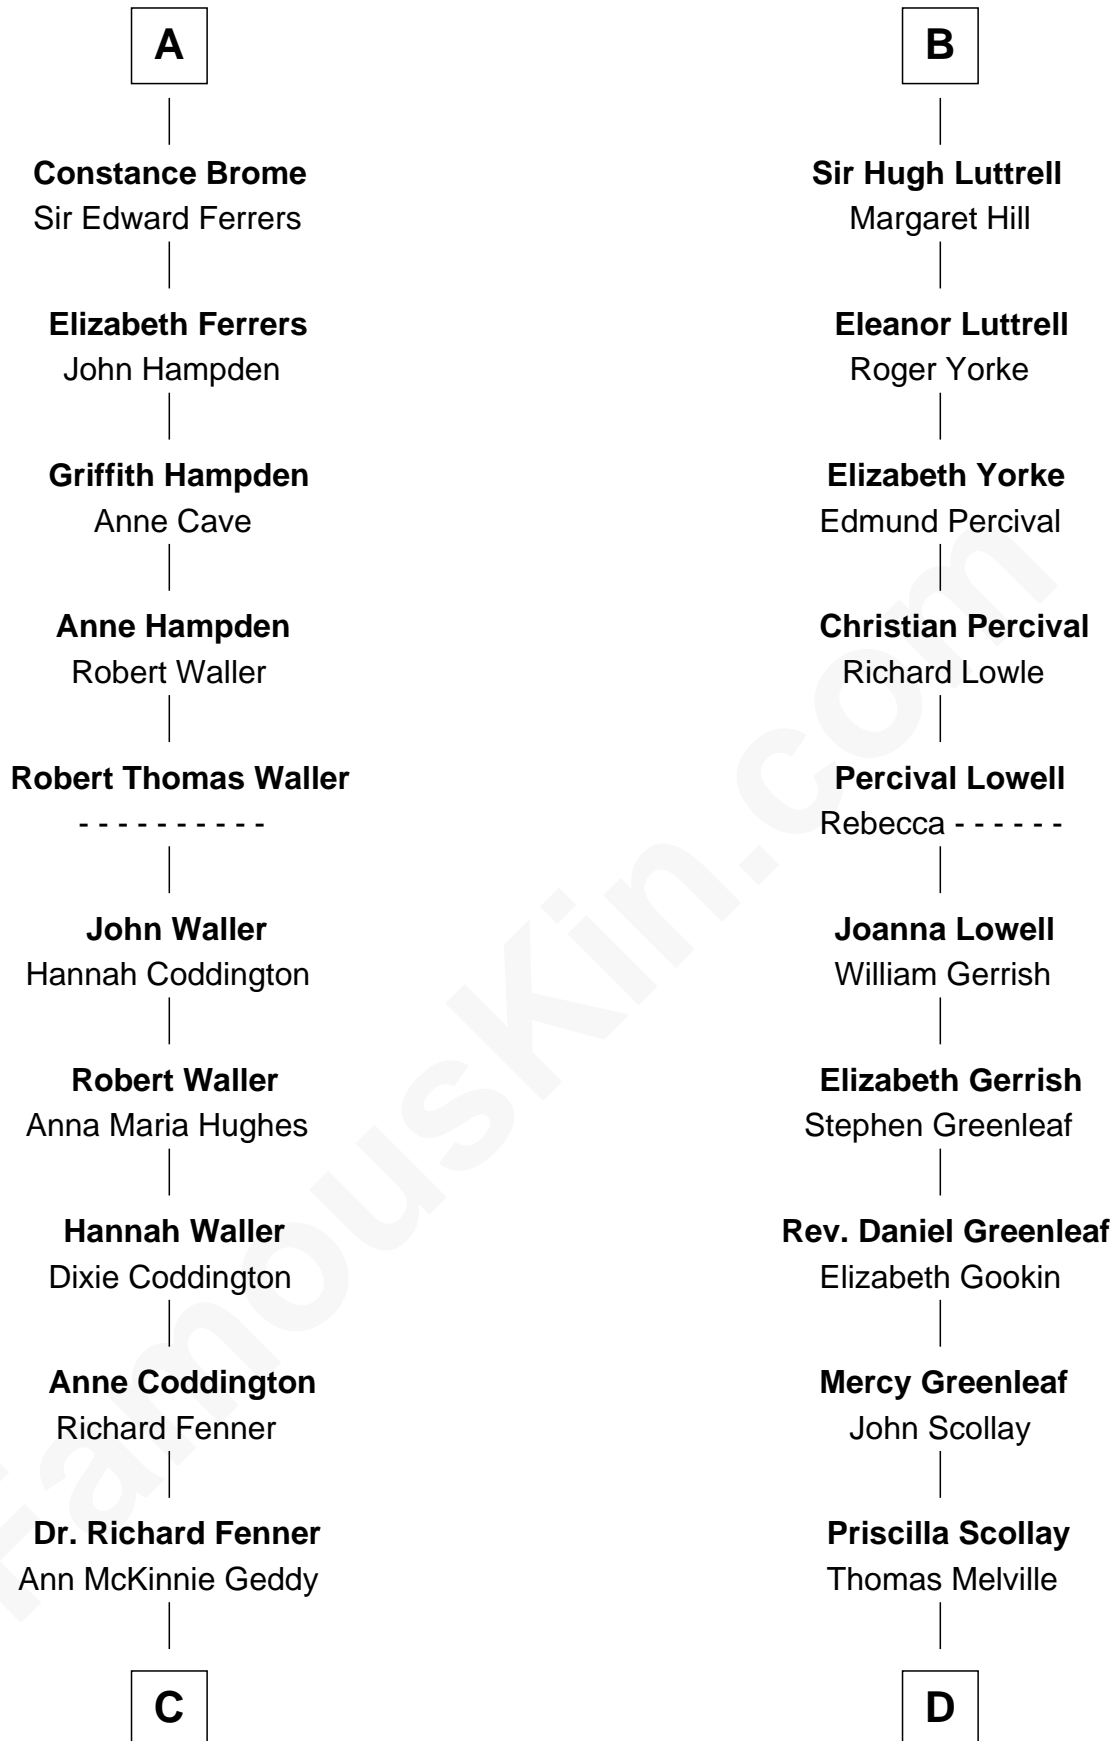 A
Constance Brome
Sir Edward Ferrers
Elizabeth Ferrers
John Hampden
Griffith Hampden
Anne Cave
Anne Hampden
Robert Waller
Robert Thomas Waller
- - - - - - - - - -
John Waller
Hannah Coddington
Robert Waller
Anna Maria Hughes
Hannah Waller
Dixie Coddington
Anne Coddington
Richard Fenner
Dr. Richard Fenner
Ann McKinnie Geddy
C
B
Sir Hugh Luttrell
Margaret Hill
Eleanor Luttrell
Roger Yorke
Elizabeth Yorke
Edmund Percival
Christian Percival
Richard Lowle
Percival Lowell
Rebecca - - - - - -
Joanna Lowell
William Gerrish
Elizabeth Gerrish
Stephen Greenleaf
Rev. Daniel Greenleaf
Elizabeth Gookin
Mercy Greenleaf
John Scollay
Priscilla Scollay
Thomas Melville
D
FamousKin.com